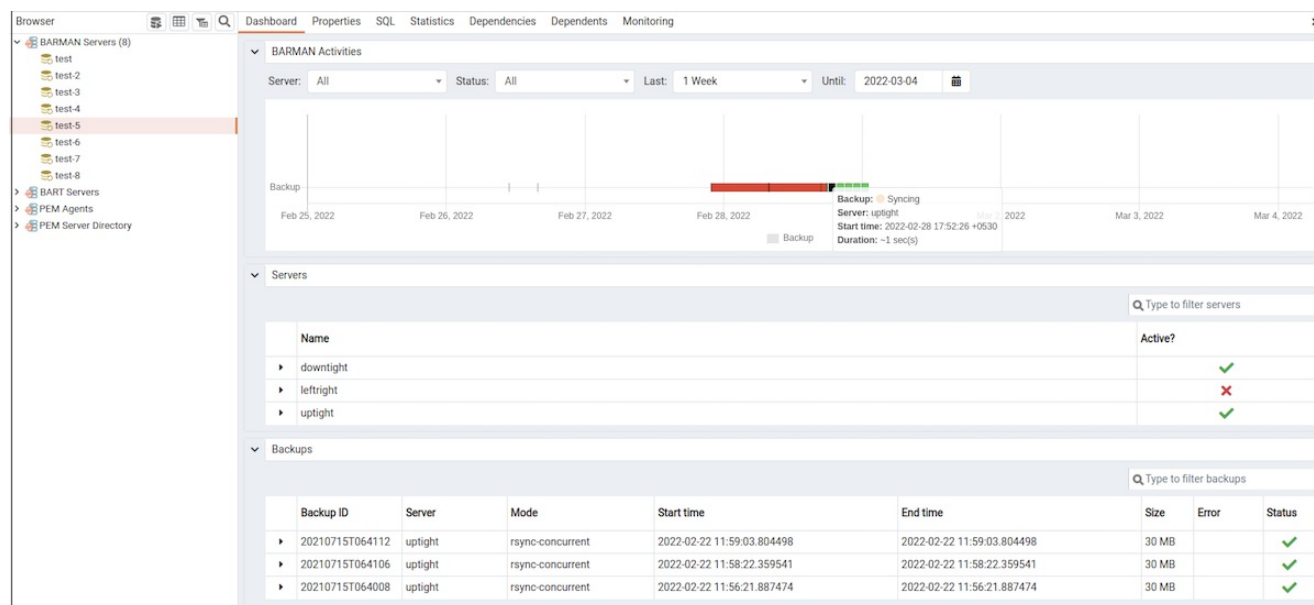 Browser
BARMAN Servers (8)
test
test-2
test-3
test-4
test-5
test-6
test-7
test-8
BART Servers
PEM Agents
PEM Server Directory
Dashboard Properties SQL Statistics Dependencies Dependents Monitoring
BARMAN Activities
Server: All Status: All Last: 1 Week Until: 2022-03-04
Backup
Feb 25, 2022 Feb 26, 2022 Feb 27, 2022 Feb 28, 2022 2022 Mar 3, 2022 Mar 4, 2022
Backup
Backup: Syncing
Server: uptight
Start time: 2022-02-28 17:52:26 +0530
Duration: ~1 sec(s)
Servers
Type to filter servers
Name Active?
downtight
leftright
uptight
Backups
Type to filter backups
Backup ID Server Mode Start time End time Size Error Status
20210715T064112 uptight rsync-concurrent 2022-02-22 11:59:03.804498 2022-02-22 11:59:03.804498 30 MB
20210715T064106 uptight rsync-concurrent 2022-02-22 11:58:22.359541 2022-02-22 11:58:22.359541 30 MB
20210715T064008 uptight rsync-concurrent 2022-02-22 11:56:21.887474 2022-02-22 11:56:21.887474 30 MB